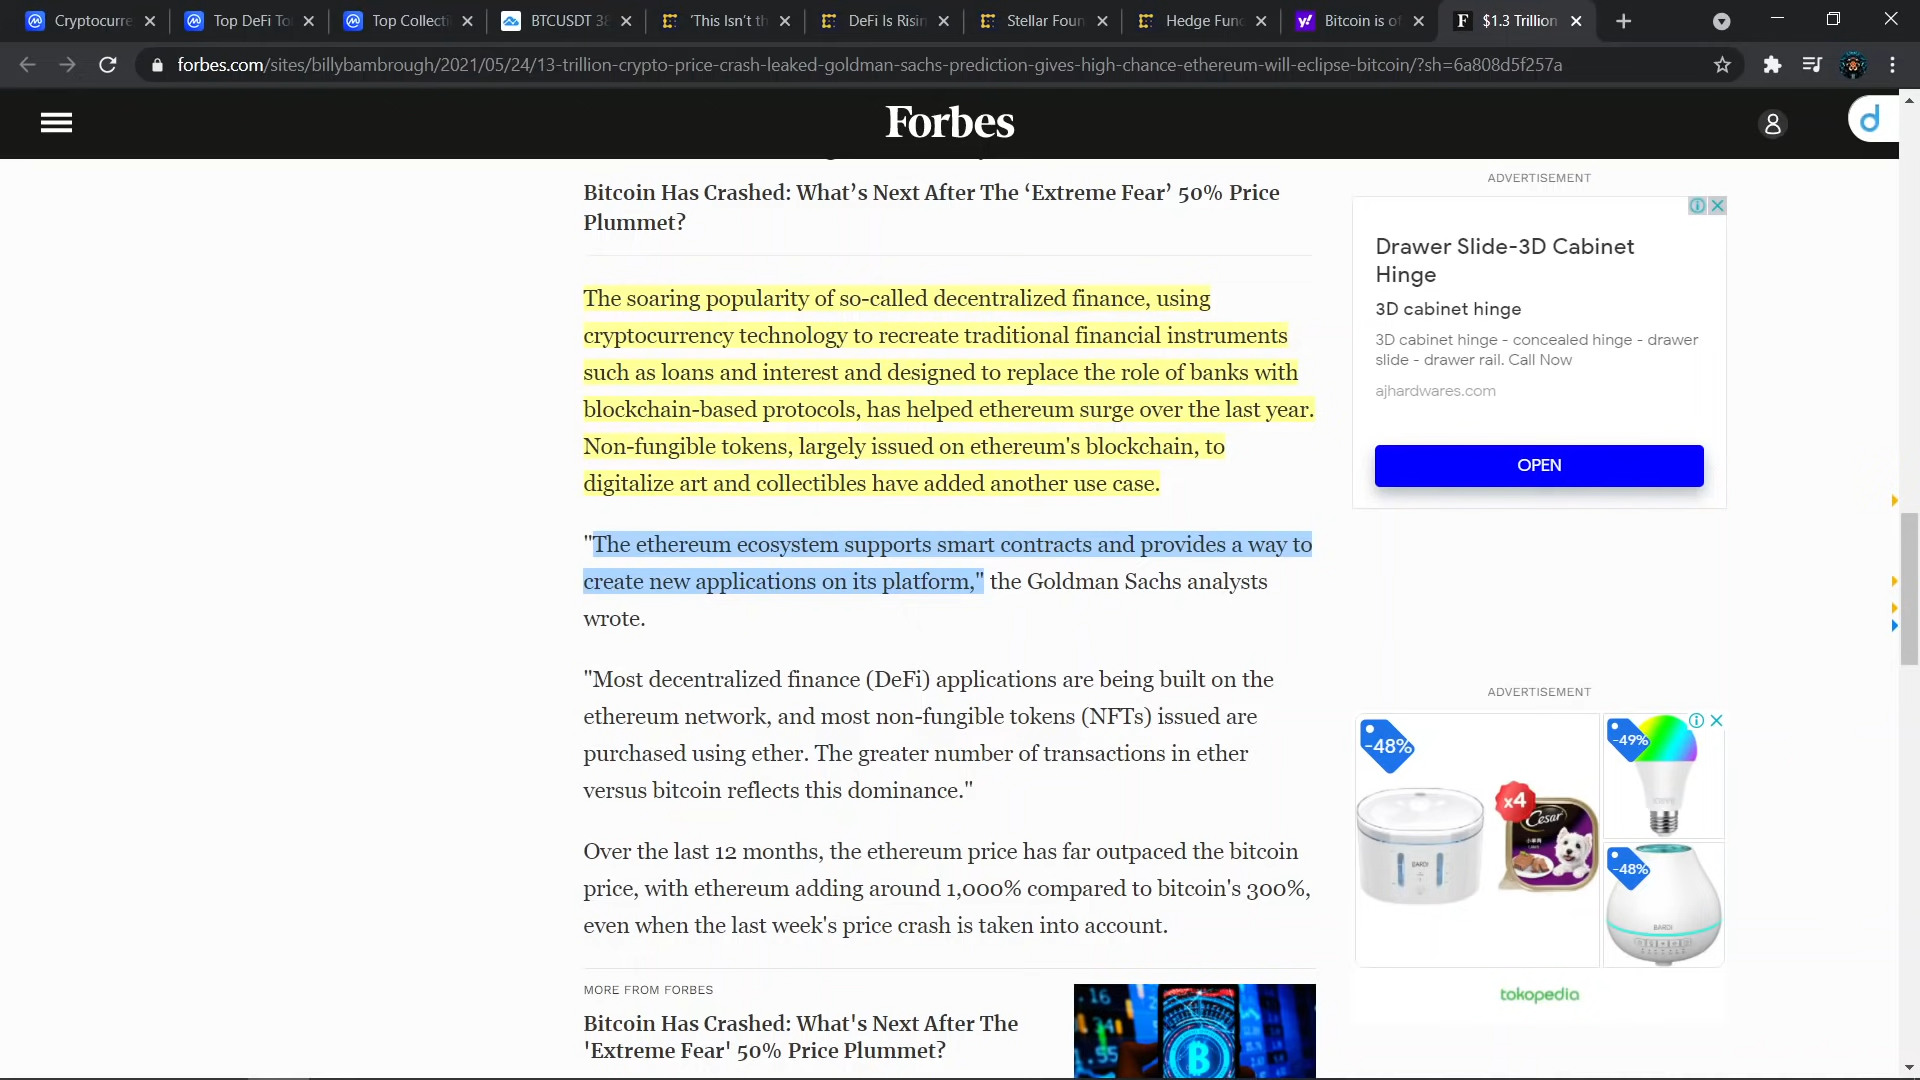 Cryptocurre
Top DeFi To
Top Collecti
BTCUSDT 38
'This Isn't th
DeFi Is Risin
Stellar Foun
Hedge Func
Bitcoin is of
$1.3 Trillion
forbes.com/sites/billybambrough/2021/05/24/13-trillion-crypto-price-crash-leaked-goldman-sachs-prediction-gives-high-chance-ethereum-will-eclipse-bitcoin/?sh=6a808d5f257a
Forbes
Bitcoin Has Crashed: What's Next After The 'Extreme Fear' 50% Price
Plummet?
The soaring popularity of so-called decentralized finance, using
cryptocurrency technology to recreate traditional financial instruments
such as loans and interest and designed to replace the role of banks with
blockchain-based protocols, has helped ethereum surge over the last year.
Non-fungible tokens, largely issued on ethereum's blockchain, to
digitalize art and collectibles have added another use case.
"The ethereum ecosystem supports smart contracts and provides a way to
create new applications on its platform," the Goldman Sachs analysts
wrote.
"Most decentralized finance (DeFi) applications are being built on the
ethereum network, and most non-fungible tokens (NFTs) issued are
purchased using ether. The greater number of transactions in ether
versus bitcoin reflects this dominance."
Over the last 12 months, the ethereum price has far outpaced the bitcoin
price, with ethereum adding around 1,000% compared to bitcoin's 300%,
even when the last week's price crash is taken into account.
MORE FROM FORBES
Bitcoin Has Crashed: What's Next After The
'Extreme Fear' 50% Price Plummet?
ADVERTISEMENT
Drawer Slide-3D Cabinet
Hinge
3D cabinet hinge
3D cabinet hinge - concealed hinge - drawer
slide - drawer rail. Call Now
ajhardwares.com
OPEN
ADVERTISEMENT
-48%
x4
Cesar
BARDI
-49%
-48%
BARDI
tokopedia